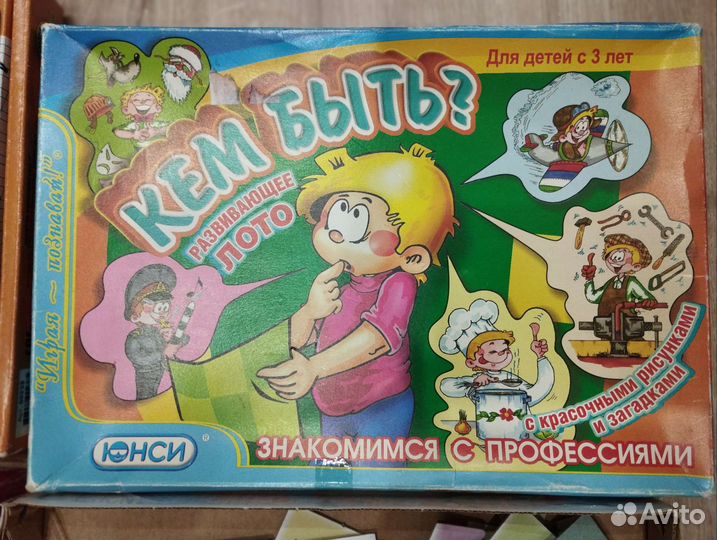 Для детей с 3 лет
КЕМ БЫТЬ?
РАЗВИВАЮЩЕЕ
ЛОТО
"Играя ~ познавай!"®
с красочными рисунками
и загадками
ЮНСИ®
ЗНАКОМИМСЯ С ПРОФЕССИЯМИ
Avito